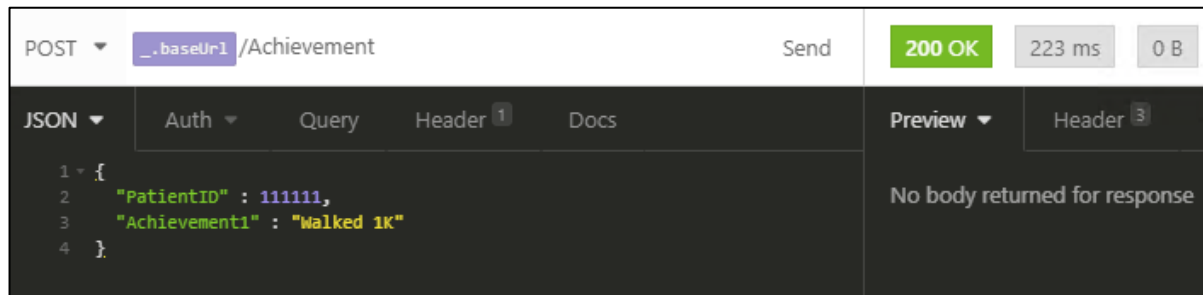 POST _.baseUrl /Achievement Send 200 OK 223 ms 0 B
JSON Auth Query Header 1 Docs Preview Header 3
1 {
2 "PatientID" : 111111,
3 "Achievement1" : "Walked 1K"
4 }
No body returned for response